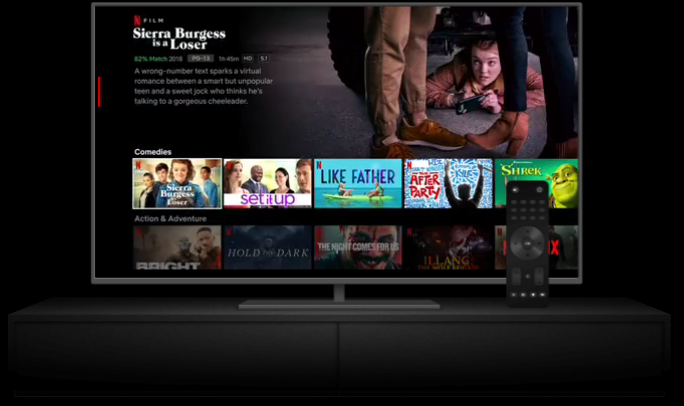 N FILM
Sierra Burgess
is a Loser
82% Match 2018 PG-13 1h 45m HD 5.1
A wrong-number text sparks a virtual
romance between a smart but unpopular
teen and a sweet jock who thinks he's
talking to a gorgeous cheeleader.
Comedies
N Sierra Burgess is a Loser
N set it up
N LIKE FATHER
N THE AFTER PARTY
SHREK
Action & Adventure
BRIGHT
HOLD THE DARK
THE NIGHT COMES FOR US
ILLANG